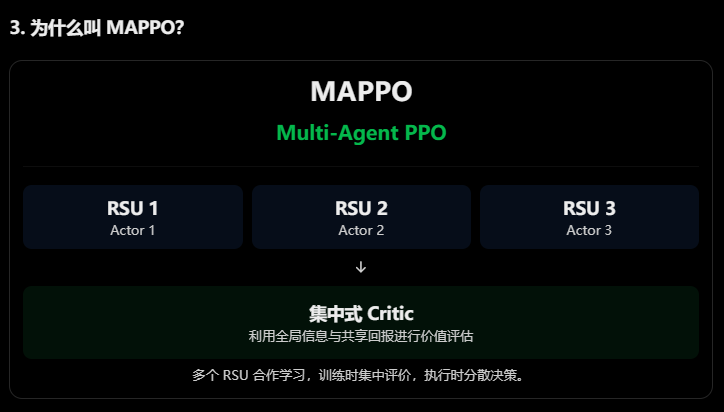 3. 为什么叫 MAPPO？
MAPPO
Multi-Agent PPO
RSU 1
Actor 1
RSU 2
Actor 2
RSU 3
Actor 3
↓
集中式 Critic
利用全局信息与共享回报进行价值评估
多个 RSU 合作学习，训练时集中评价，执行时分散决策。